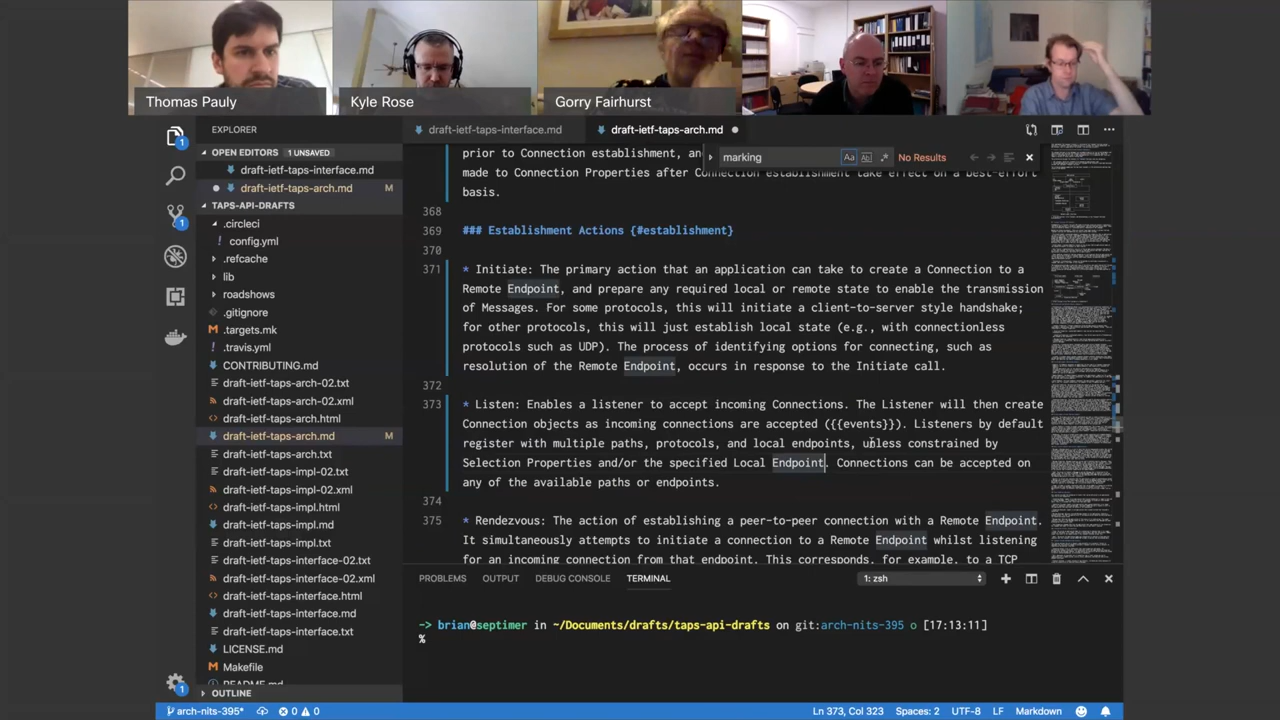 Thomas Pauly
Kyle Rose
Gorry Fairhurst
EXPLORER
OPEN EDITORS 1 UNSAVED
draft-ietf-taps-interface.md
draft-ietf-taps-arch.md M
TAPS-API-DRAFTS
.circleci
config.yml
.refcache
lib
roadshows
.gitignore
.targets.mk
.travis.yml
CONTRIBUTING.md
draft-ietf-taps-arch-02.txt
draft-ietf-taps-arch-02.xml
draft-ietf-taps-arch.html
draft-ietf-taps-arch.md M
draft-ietf-taps-arch.txt
draft-ietf-taps-impl-02.txt
draft-ietf-taps-impl-02.xml
draft-ietf-taps-impl.html
draft-ietf-taps-impl.md
draft-ietf-taps-impl.txt
draft-ietf-taps-interface-0
draft-ietf-taps-interface-02.xml
draft-ietf-taps-interface.html
draft-ietf-taps-interface.md
draft-ietf-taps-interface.txt
LICENSE.md
Makefile
README.md
OUTLINE
draft-ietf-taps-interface.md
draft-ietf-taps-arch.md
marking Aa Abl .* No Results
prior to Connection establishment, an
made to Connection Properties after Connection establishment take effect on a best-effort
basis.
368
369 ### Establishment Actions {#establishment}
370
371 * Initiate: The primary action that an application can take to create a Connection to a
Remote Endpoint, and prepare any required local or remote state to enable the transmission
of Messages. For some protocols, this will initiate a client-to-server style handshake;
for other protocols, this will just establish local state (e.g., with connectionless
protocols such as UDP). The process of identifying options for connecting, such as
resolution of the Remote Endpoint, occurs in response to the Initiate call.
372
373 * Listen: Enables a listener to accept incoming Connections. The Listener will then create
Connection objects as incoming connections are accepted ({{events}}). Listeners by default
register with multiple paths, protocols, and local endpoints, unless constrained by
Selection Properties and/or the specified Local Endpoint. Connections can be accepted on
any of the available paths or endpoints.
374
375 * Rendezvous: The action of establishing a peer-to-peer connection with a Remote Endpoint.
It simultaneously attempts to initiate a connection to a Remote Endpoint whilst listening
for an incoming connection from that endpoint. This corresponds, for example, to a TCP
PROBLEMS OUTPUT DEBUG CONSOLE TERMINAL 1: zsh
-> brian@septimer in ~/Documents/drafts/taps-api-drafts on git:arch-nits-395 o [17:13:11]
%
arch-nits-395* 0 0 Ln 373, Col 323 Spaces: 2 UTF-8 LF Markdown